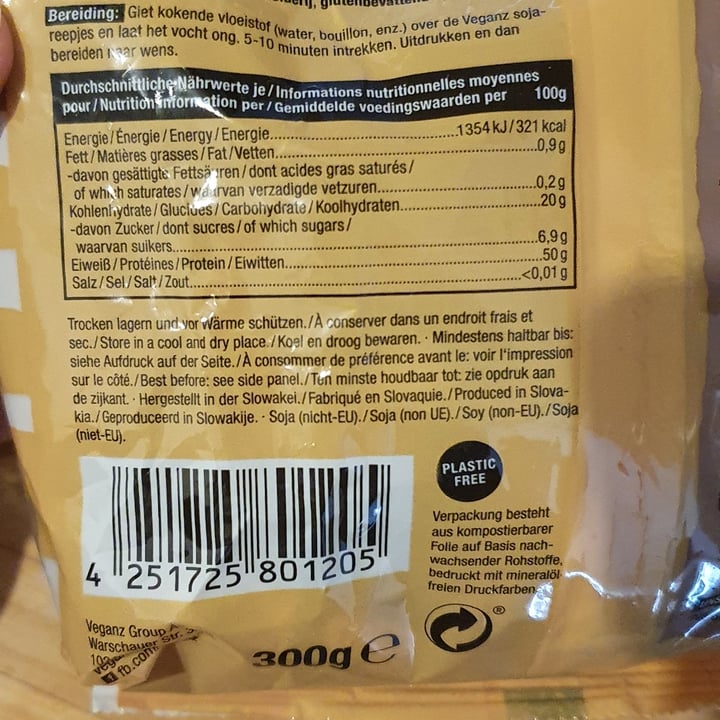 glutenbevatten
Bereiding: Giet kokende vloeistof (water, bouillon, enz.) over de Veganz soja-
reepjes en laat het vocht ong. 5-10 minuten intrekken. Uitdrukken en dan
bereiden naar wens.
Durchschnittliche Nährwerte je / Informations nutritionnelles moyennes
pour / Nutrition information per / Gemiddelde voedingswaarden per 100g
Energie / Énergie / Energy / Energie..............................1354 kJ / 321 kcal
Fett / Matières grasses / Fat / Vetten..............................0,9 g
-davon gesättigte Fettsäuren / dont acides gras saturés /
of which saturates / waarvan verzadigde vetzuren..............................0,2 g
Kohlenhydrate / Glucides / Carbohydrate / Koolhydraten..............................20 g
-davon Zucker / dont sucres / of which sugars /
waarvan suikers..............................6,9 g
Eiweiß / Protéines / Protein / Eiwitten..............................50 g
Salz / Sel / Salt / Zout..............................<0,01 g
Trocken lagern und vor Wärme schützen. / À conserver dans un endroit frais et
sec. / Store in a cool and dry place. / Koel en droog bewaren. · Mindestens haltbar bis:
siehe Aufdruck auf der Seite. / À consommer de préférence avant le: voir l'impression
sur le côté. / Best before: see side panel. / Ten minste houdbaar tot: zie opdruk aan
de zijkant. · Hergestellt in der Slowakei. / Fabriqué en Slovaquie. / Produced in Slova-
kia. / Geproduceerd in Slowakije. · Soja (nicht-EU). / Soja (non UE). / Soy (non-EU). / Soja
(niet-EU).
PLASTIC
FREE
Verpackung besteht
aus kompostierbarer
Folie auf Basis nach-
wachsender Rohstoffe,
bedruckt mit mineralöl-
freien Druckfarben.
4 251725 801205
®
Veganz Group
Warschauer Str.
fb.com
300g e